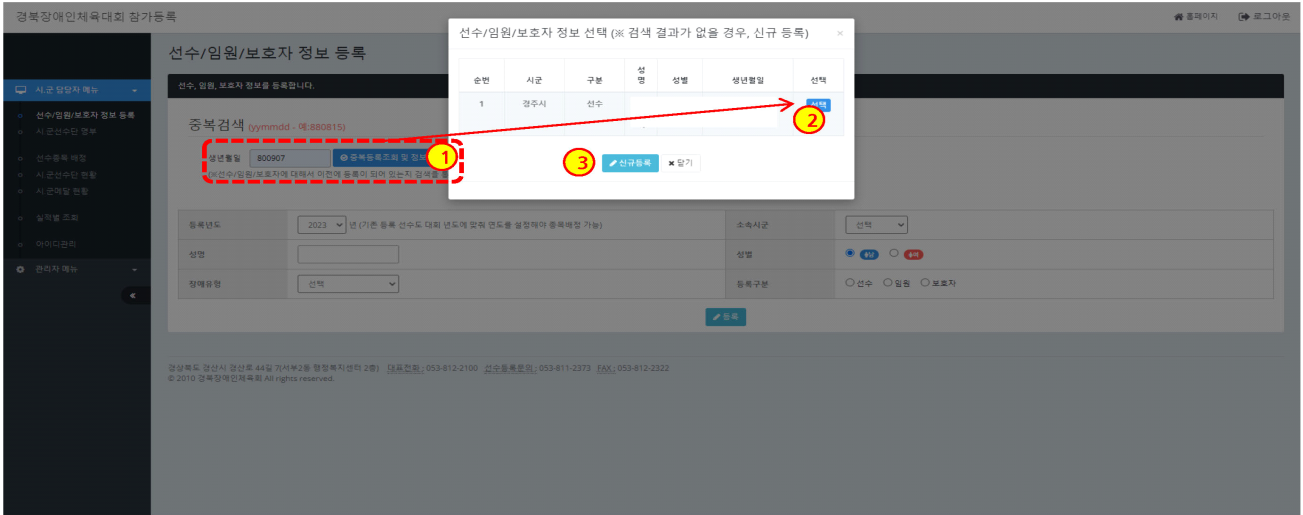 경북장애인체육대회 참가등록
홈페이지
로그아웃
선수/임원/보호자 정보 선택 (※ 검색 결과가 없을 경우, 신규 등록)
×
순번 시군 구분 성명 성별 생년월일 선택
1 경주시 선수 선택
2
3
신규등록
닫기
시.군 담당자 메뉴
선수/임원/보호자 정보 등록
시.군선수단 명부
선수종목 배정
시.군선수단 현황
시.군메달 현황
실적별 조회
아이디관리
관리자 메뉴
선수/임원/보호자 정보 등록
선수, 임원, 보호자 정보를 등록합니다.
중복검색 (yymmdd - 예:880815)
생년월일 800907 중복등록조회 및 정보
1
(※선수/임원/보호자에 대해서 이전에 등록이 되어 있는지 검색을
등록년도 2023 년 (기존 등록 선수도 대회 년도에 맞춰 연도를 설정해야 종목배정 가능) 소속시군 선택
성명 성별 남 여
장애유형 선택 등록구분 선수 임원 보호자
등록
경상북도 경산시 경산로 44길 7(서부2동 행정복지센터 2층) 대표전화 : 053-812-2100 선수등록문의 : 053-811-2373 FAX : 053-812-2322
© 2010 경북장애인체육회 All rights reserved.